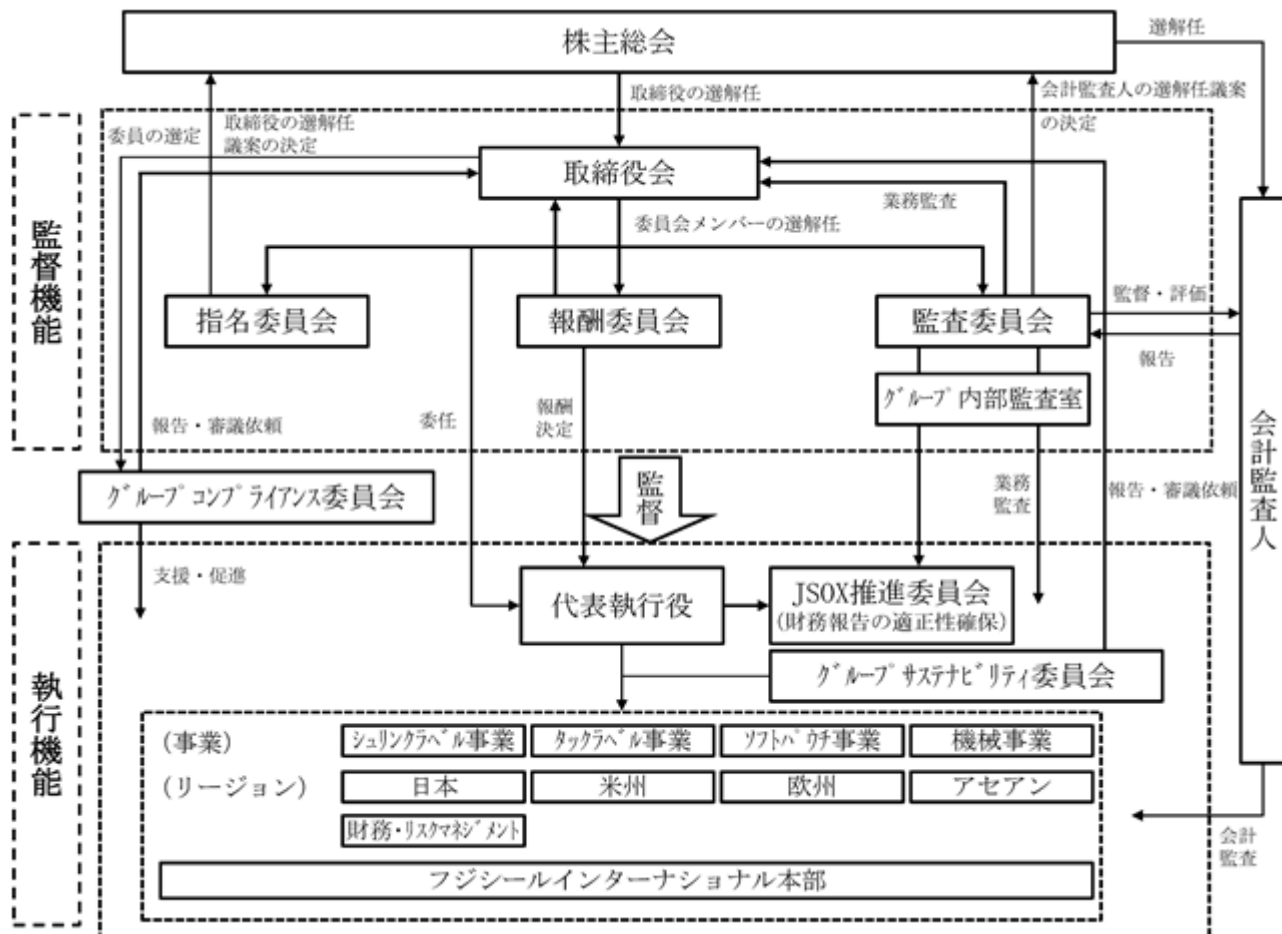 株主総会
選解任
取締役の選解任
会計監査人の選解任議案
の決定
委員の選定
取締役の選解任
議案の決定
取締役会
業務監査
委員会メンバーの選解任
監督機能
指名委員会
報酬委員会
監査委員会
監督・評価
報告
グループ内部監査室
報告・審議依頼
委任
報酬
決定
会計監査人
グループコンプライアンス委員会
監督
業務
監査
報告・審議依頼
支援・促進
代表執行役
JSOX推進委員会
(財務報告の適正性確保)
グループサステナビリティ委員会
執行機能
(事業)
シュリンクラベル事業
タックラベル事業
ソフトパウチ事業
機械事業
(リージョン)
日本
米州
欧州
アセアン
財務・リスクマネジメント
会計
監査
フジシールインターナショナル本部